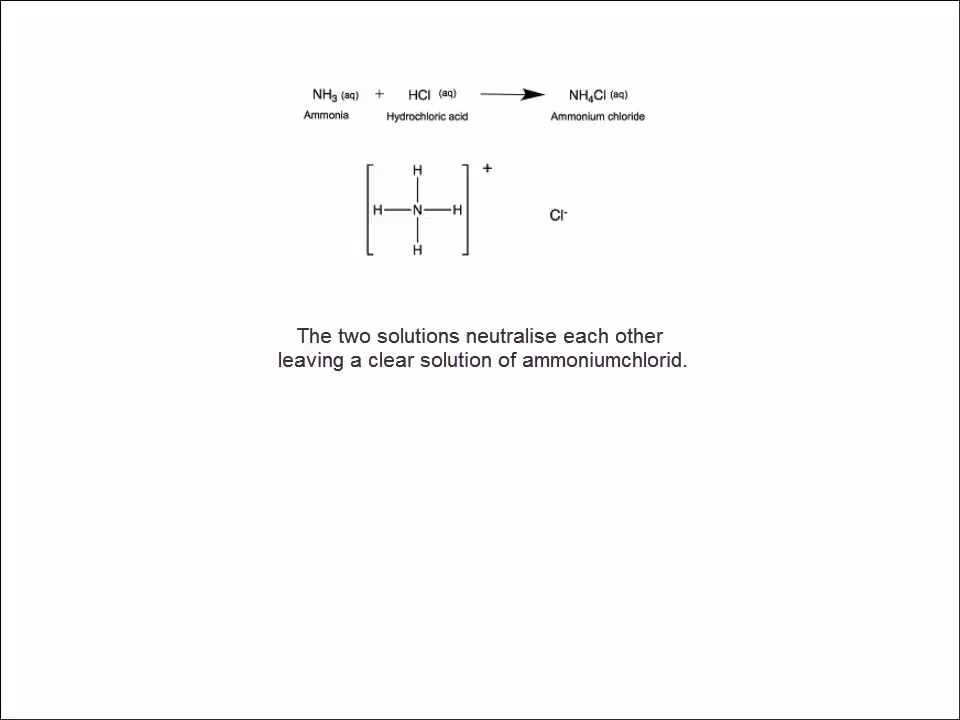 NH₃ (aq) + HCl (aq) NH₄Cl (aq)
Ammonia Hydrochloric acid Ammonium chloride
H +
H N H Cl⁻
H
The two solutions neutralise each other
leaving a clear solution of ammoniumchlorid.